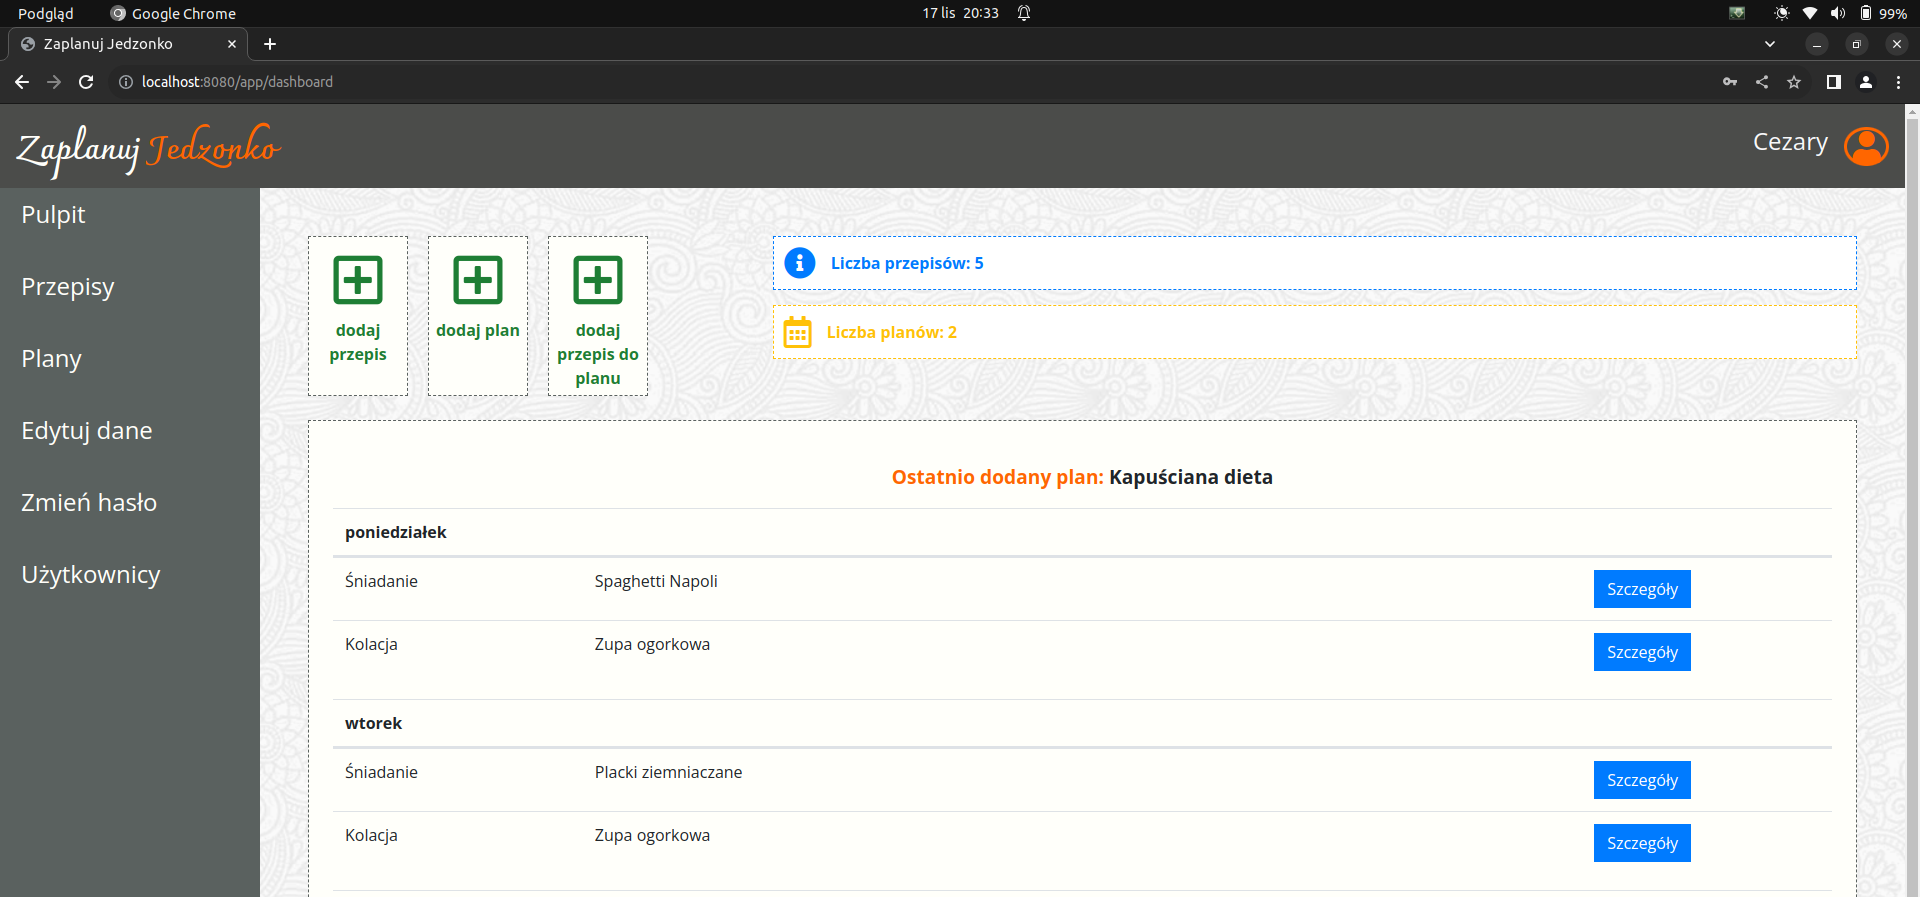 Podgląd Google Chrome 17 lis 20:33 99%
Zaplanuj Jedzonko
localhost:8080/app/dashboard
Zaplanuj Jedzonko
Cezary
Pulpit
Przepisy
Plany
Edytuj dane
Zmień hasło
Użytkownicy
dodaj
przepis
dodaj plan
dodaj
przepis do
planu
Liczba przepisów: 5
Liczba planów: 2
Ostatnio dodany plan: Kapuściana dieta
poniedziałek
Śniadanie Spaghetti Napoli Szczegóły
Kolacja Zupa ogorkowa Szczegóły
wtorek
Śniadanie Placki ziemniaczane Szczegóły
Kolacja Zupa ogorkowa Szczegóły